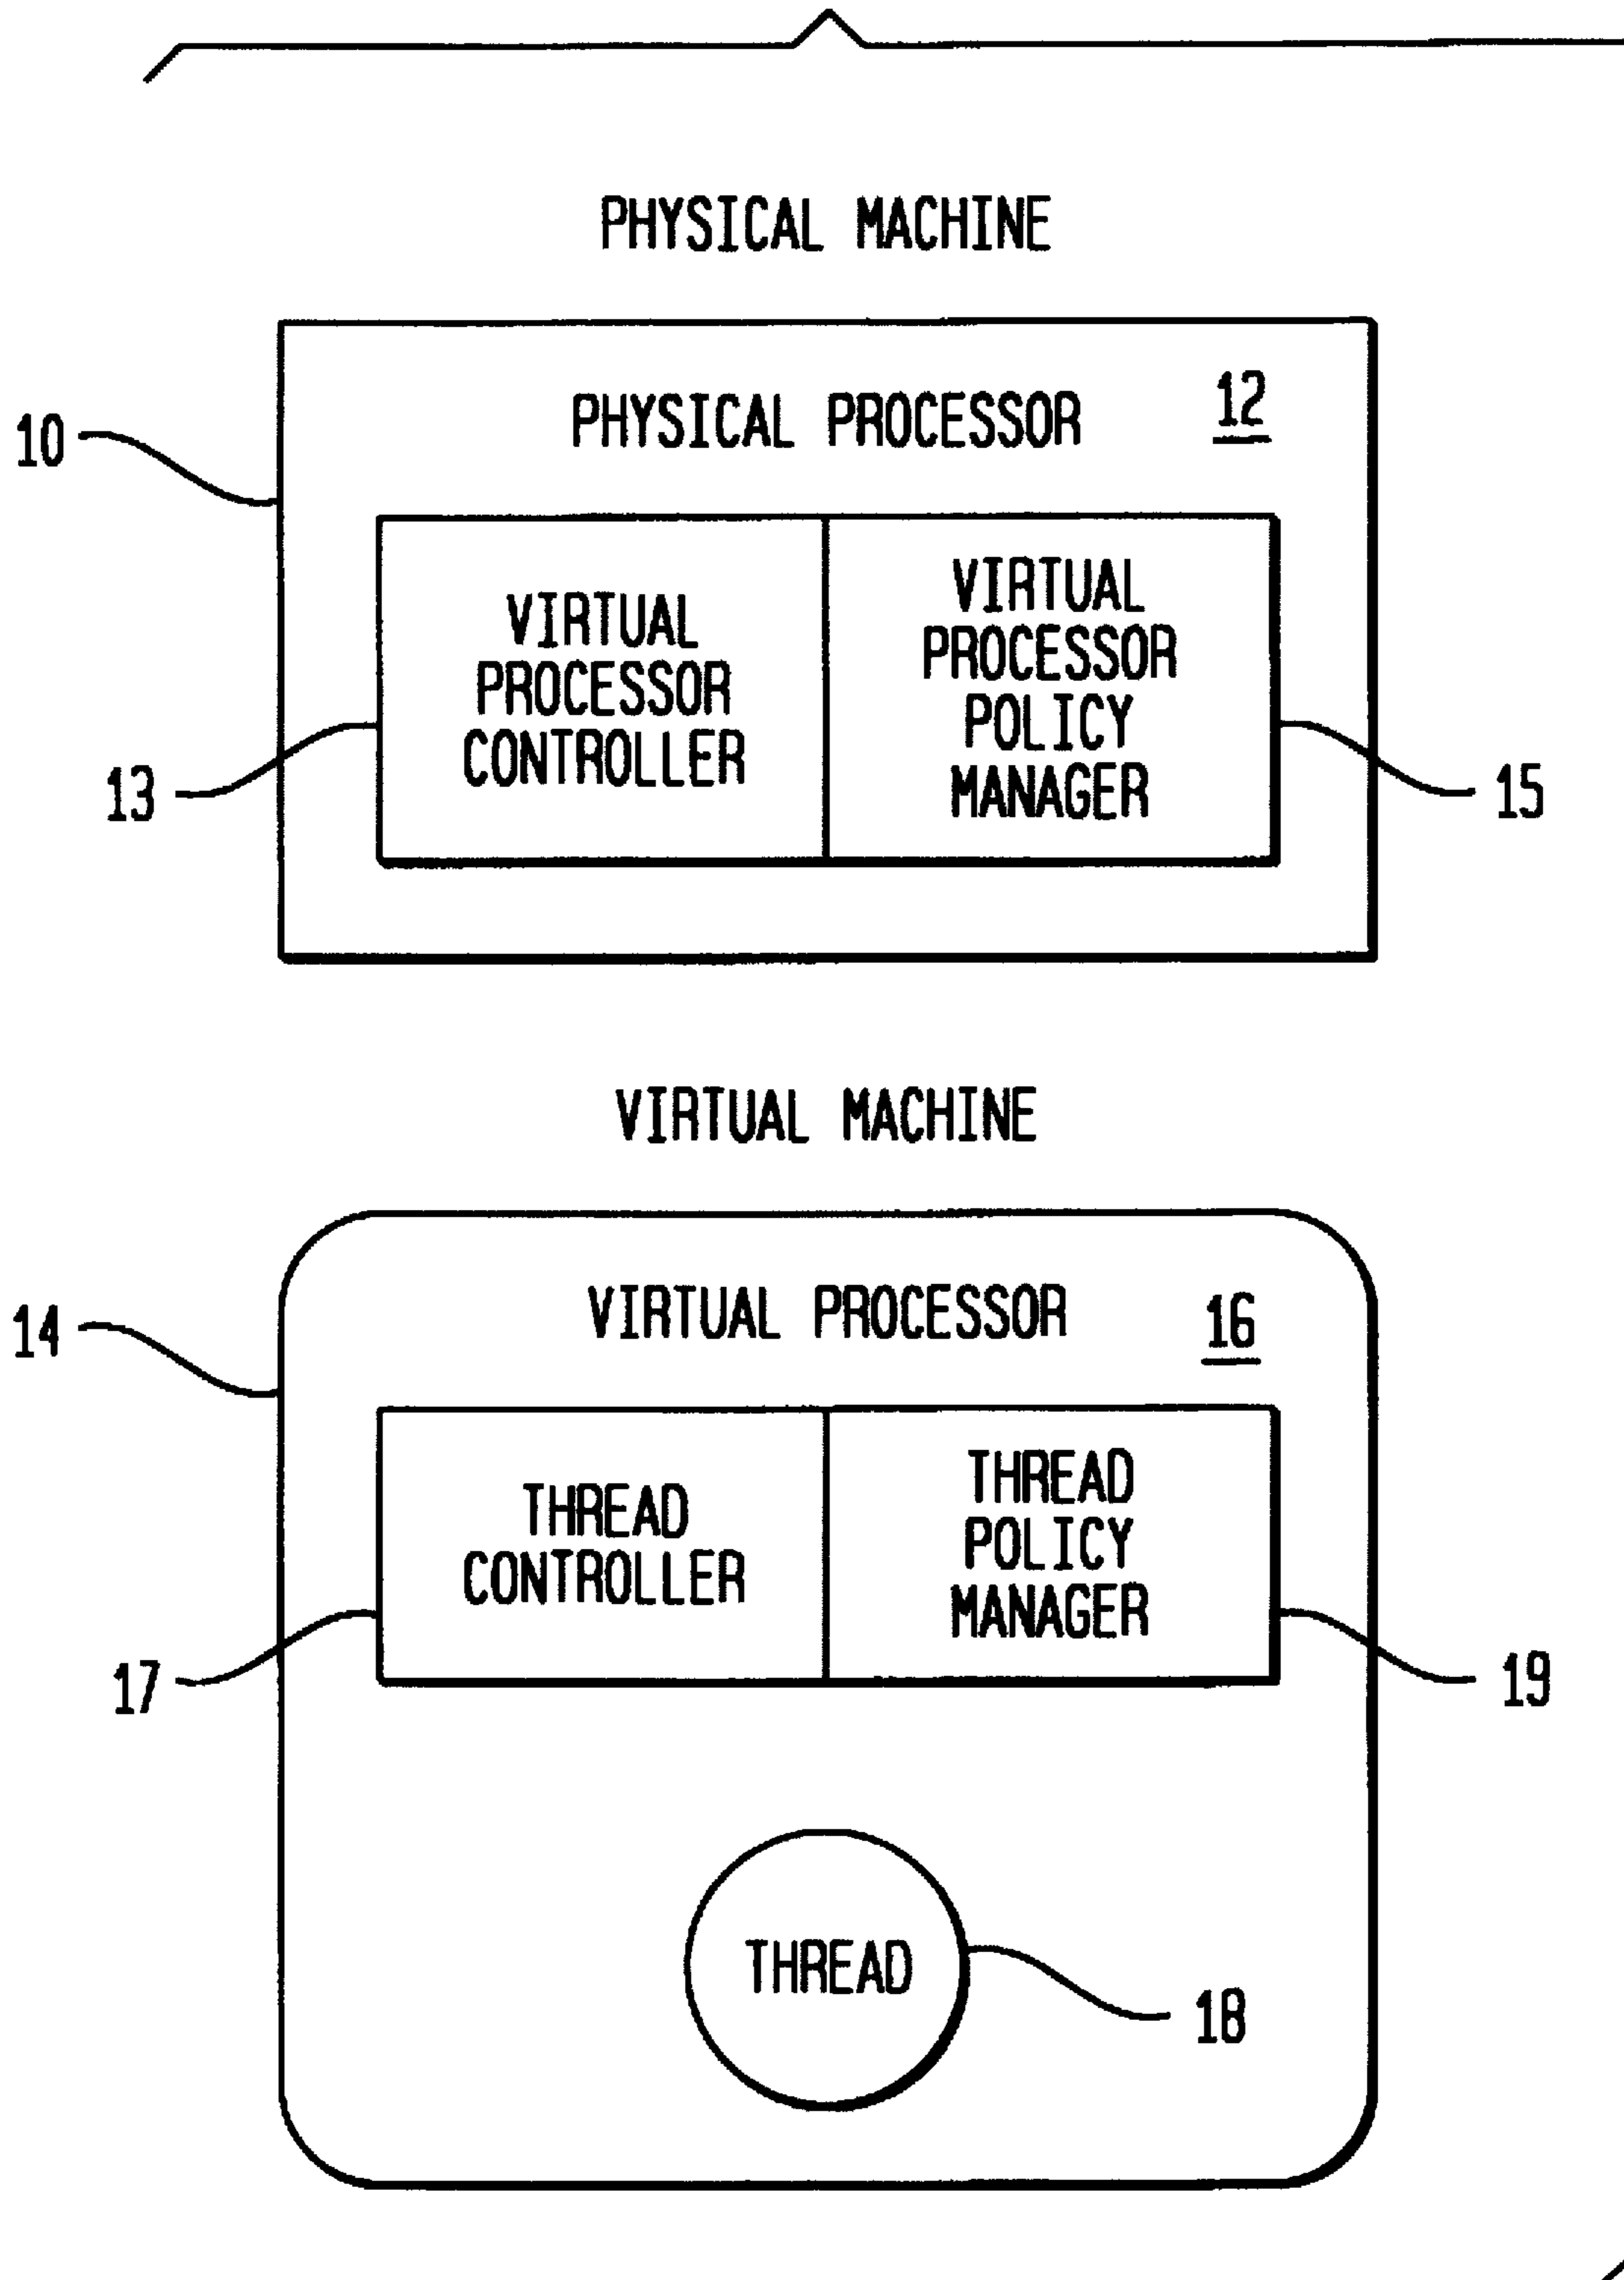 PHYSICAL MACHINE
PHYSICAL PROCESSOR
12
10
VIRTUAL
PROCESSOR
CONTROLLER
VIRTUAL
PROCESSOR
POLICY
MANAGER
13
15
VIRTUAL MACHINE
VIRTUAL PROCESSOR
16
14
THREAD
CONTROLLER
THREAD
POLICY
MANAGER
17
19
THREAD
18